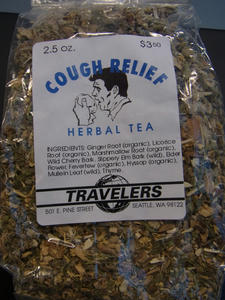 2.5 oz. $3.50
COUGH RELIEF
HERBAL TEA
INGREDIENTS: Ginger Root (organic), Licorice
Root (organic), Marshmallow Root (organic),
Wild Cherry Bark, Slippery Elm Bark (wild), Elder
Flower, Feverfew (organic), Hyssop (organic),
Mullein Leaf (wild), Thyme.
TRAVELERS
501 E. PINE STREET SEATTLE, WA 98122